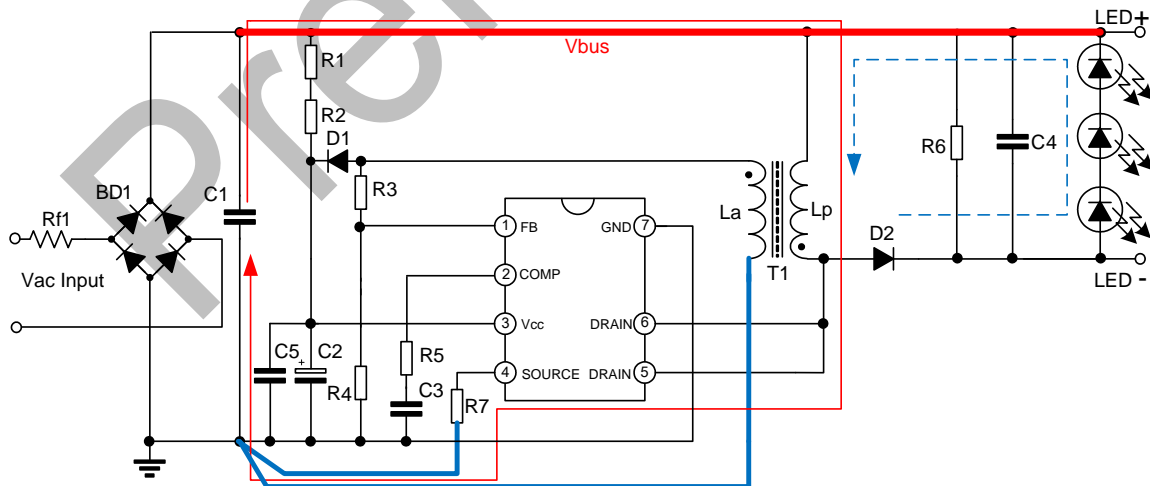 LED+
Vbus
R1
R2
D1
BD1
C1
Rf1
Vac Input
R3
R6
C4
La
Lp
T1
D2
LED -
1 FB
GND 7
2 COMP
3 Vcc
DRAIN 6
4 SOURCE
DRAIN 5
C5
C2
+
R4
R5
C3
R7